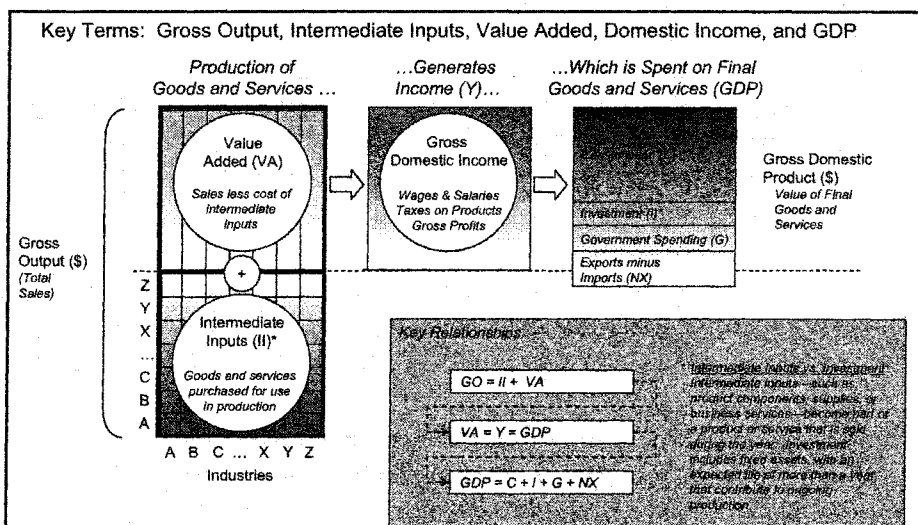 Key Terms: Gross Output, Intermediate Inputs, Value Added, Domestic Income, and GDP
Production of
Goods and Services ...
...Generates
Income (Y)...
...Which is Spent on Final
Goods and Services (GDP)
Value
Added (VA)
Sales less cost of
intermediate
inputs
Gross
Domestic Income
Wages & Salaries
Taxes on Products
Gross Profits
Investment (I)*
Government Spending (G)
Exports minus
Imports (NX)
Gross Domestic
Product ($)
Value of Final
Goods and
Services
Gross
Output ($)
(Total
Sales)
+
Z
Y
X
...
C
B
A
Intermediate
Inputs (II)*
Goods and services
purchased for use
in production
A B C ... X Y Z
Industries
Key Relationships
GO = II + VA
VA = Y = GDP
GDP = C + I + G + NX
* Intermediate Inputs vs. Investment
Intermediate inputs—such as
product components, supplies, or
business services—become part of
a product or service that is sold
during the year. Investment
includes fixed assets, with an
expected life of more than a year,
that contribute to ongoing
production